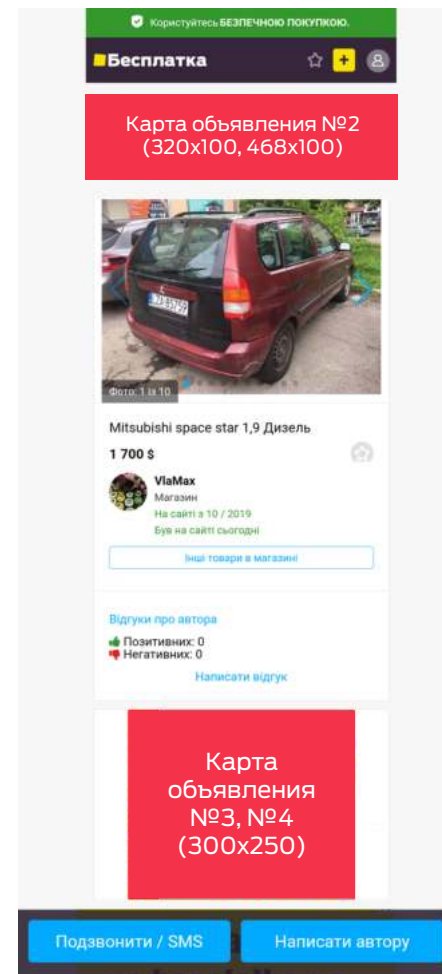 Користуйтесь БЕЗПЕЧНОЮ ПОКУПКОЮ.
Бесплатка
Карта объявления №2
(320x100, 468x100)
Фото: 1 із 10
Mitsubishi space star 1,9 Дизель
1 700 $
VlaMax
Магазин
На сайті з 10 / 2019
Був на сайті сьогодні
Інші товари в магазині
Відгуки про автора
Позитивних: 0
Негативних: 0
Написати відгук
Карта
объявления
№3, №4
(300x250)
Подзвонити / SMS
Написати автору